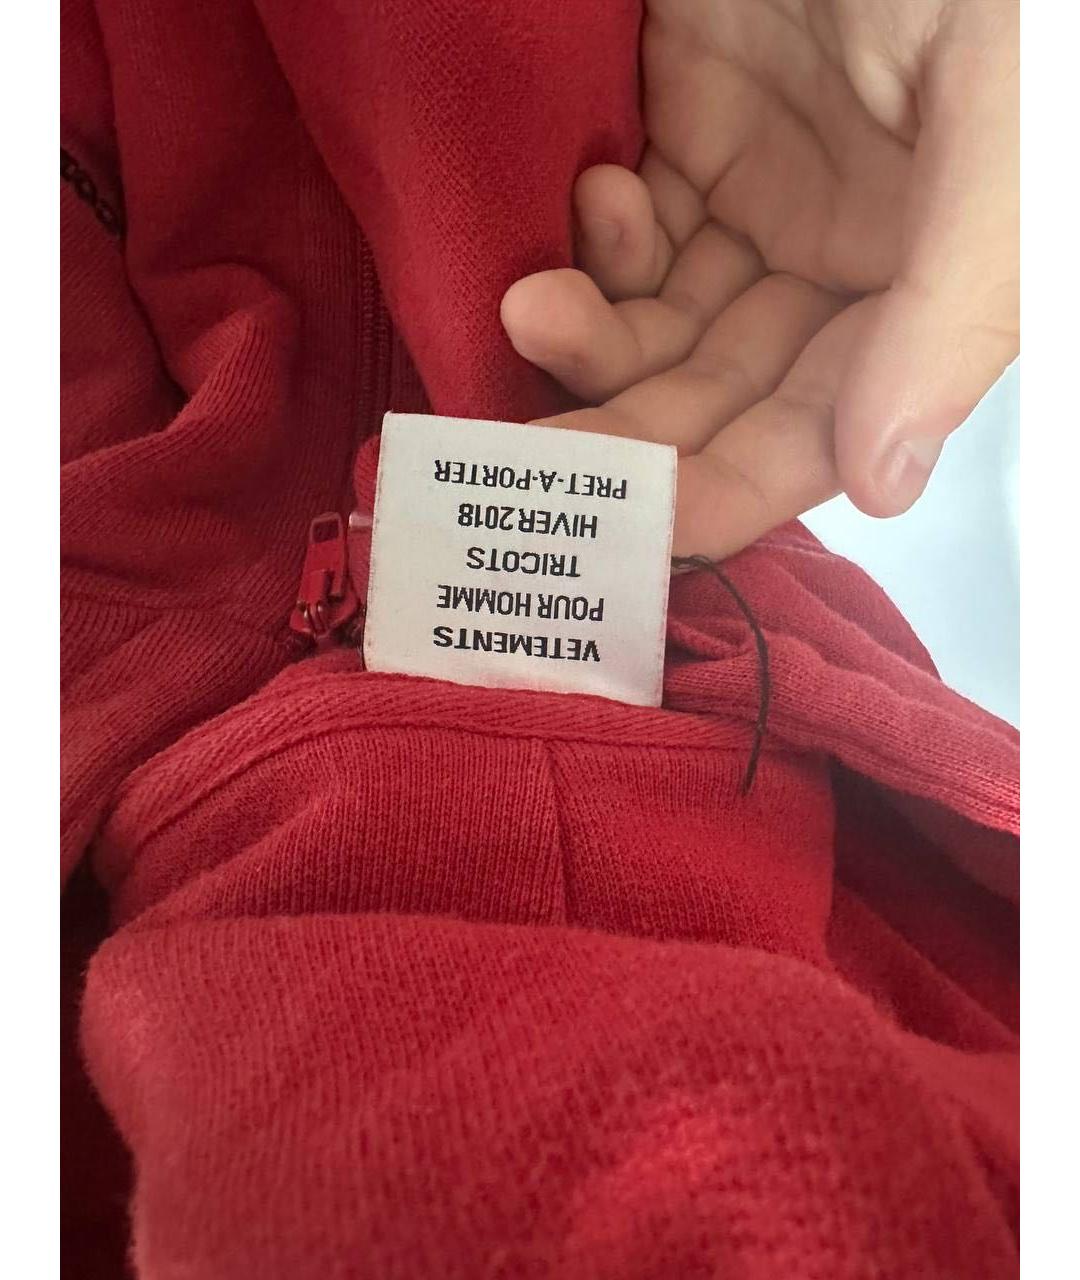 VETEMENTS
POUR HOMME
TRICOTS
HIVER 2018
PRET-A-PORTER